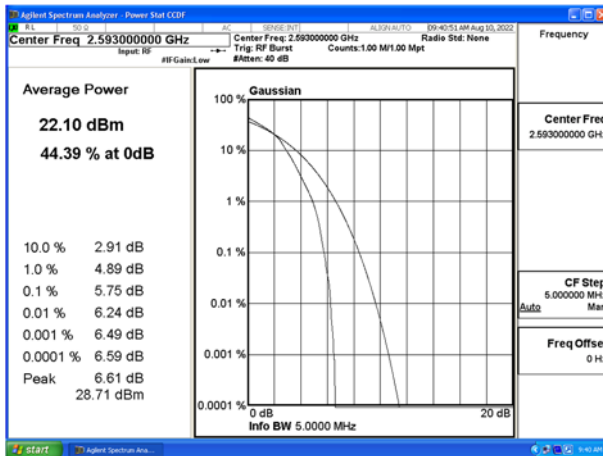 Agilent Spectrum Analyzer - Power Stat CCDF
RL 50 Ω AC SENSE:INT ALIGN AUTO 09:40:51 AM Aug 10, 2022
Center Freq 2.593000000 GHz
Input: RF
#IFGain:Low
Center Freq: 2.593000000 GHz
Radio Std: None
Trig: RF Burst
Counts:1.00 M/1.00 Mpt
#Atten: 40 dB
Frequency
Average Power
22.10 dBm
44.39 % at 0dB
10.0 % 2.91 dB
1.0 % 4.89 dB
0.1 % 5.75 dB
0.01 % 6.24 dB
0.001 % 6.49 dB
0.0001 % 6.59 dB
Peak 6.61 dB
28.71 dBm
Gaussian
100 %
10 %
1 %
0.1 %
0.01 %
0.001 %
0.0001 %
0 dB 20 dB
Info BW 5.0000 MHz
Center Freq
2.593000000 GHz
CF Step
5.000000 MHz
Auto Man
Freq Offset
0 Hz
start
Agilent Spectrum Ana...
9:40 AM